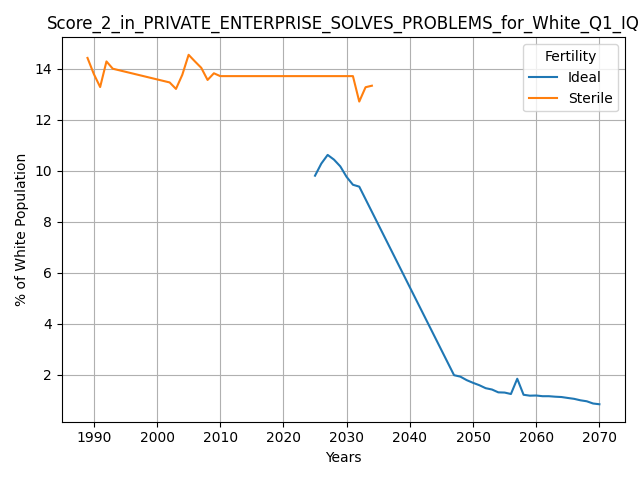 Score_2_in_PRIVATE_ENTERPRISE_SOLVES_PROBLEMS_for_White_Q1_IQ
Fertility
Ideal
Sterile
% of White Population
14
12
10
8
6
4
2
1990 2000 2010 2020 2030 2040 2050 2060 2070
Years